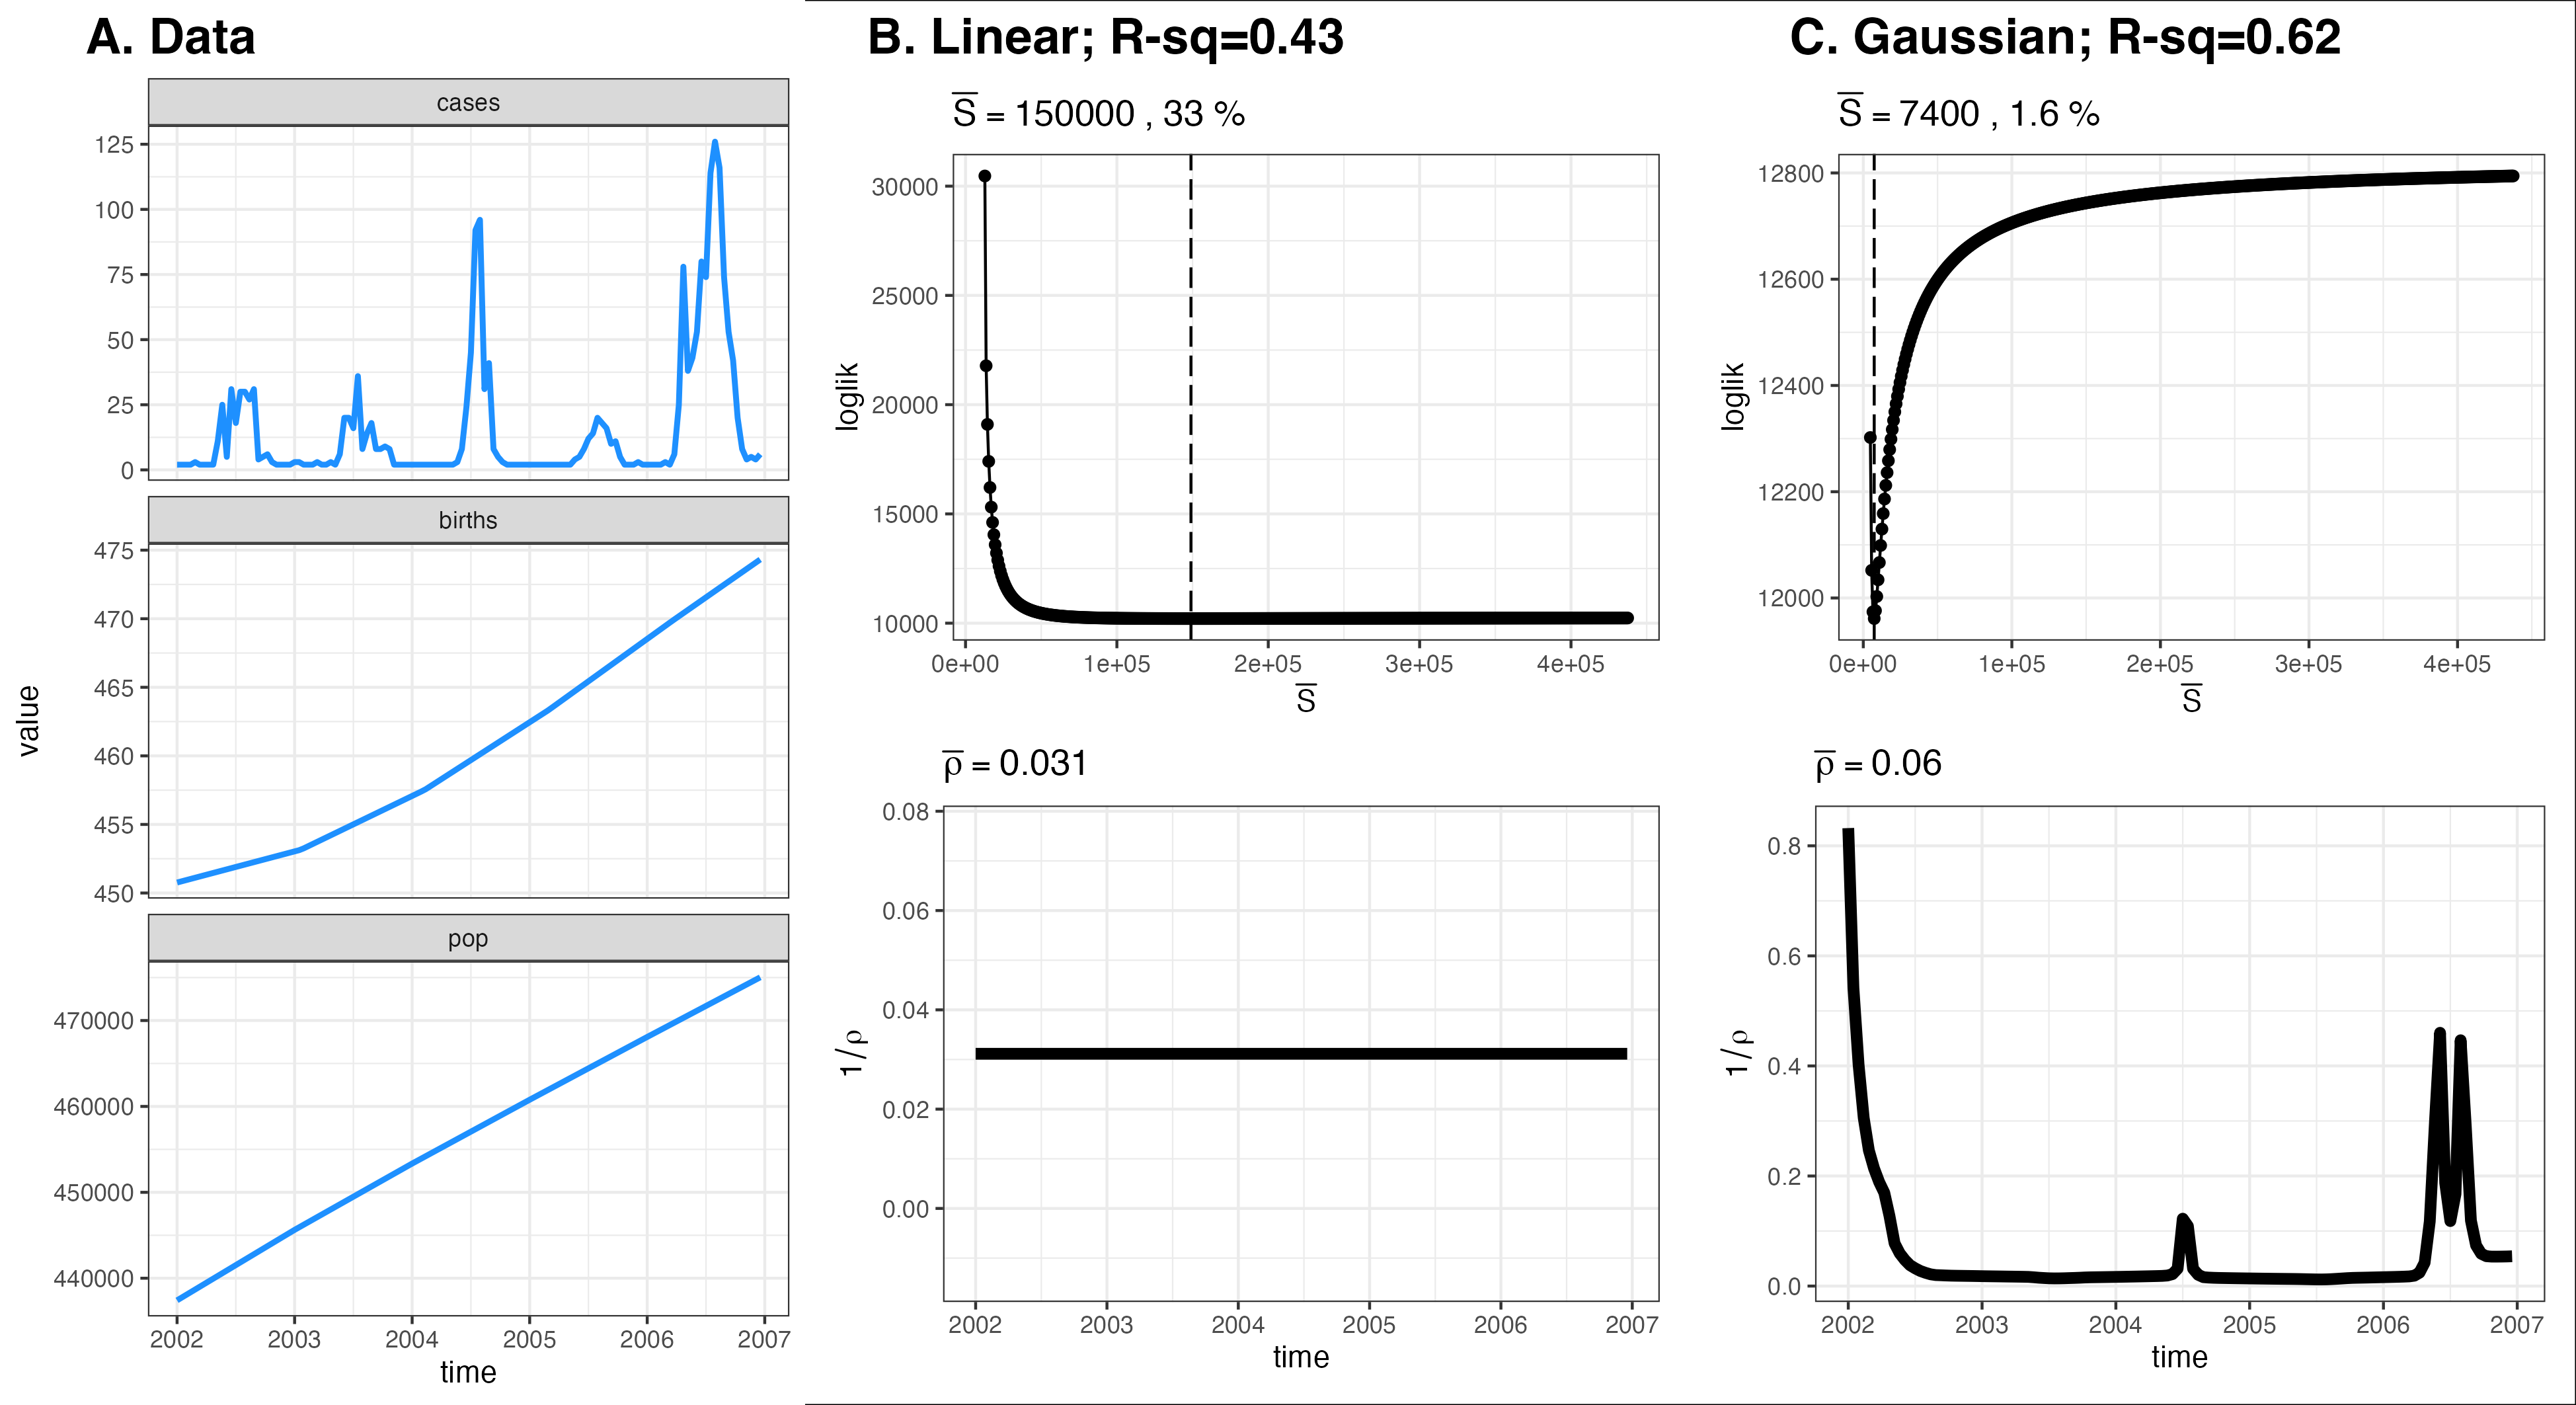 A. Data
cases
125
100
75
50
25
0
births
475
470
465
460
455
450
pop
470000
460000
450000
440000
value
2002 2003 2004 2005 2006 2007
time
B. Linear; R-sq=0.43
S̅ = 150000 , 33 %
30000
25000
20000
15000
10000
loglik
0e+00 1e+05 2e+05 3e+05 4e+05
S̅
ρ̅ = 0.031
0.08
0.06
0.04
0.02
0.00
1/ρ
2002 2003 2004 2005 2006 2007
time
C. Gaussian; R-sq=0.62
S̅ = 7400 , 1.6 %
12800
12600
12400
12200
12000
loglik
0e+00 1e+05 2e+05 3e+05 4e+05
S̅
ρ̅ = 0.06
0.8
0.6
0.4
0.2
0.0
1/ρ
2002 2003 2004 2005 2006 2007
time